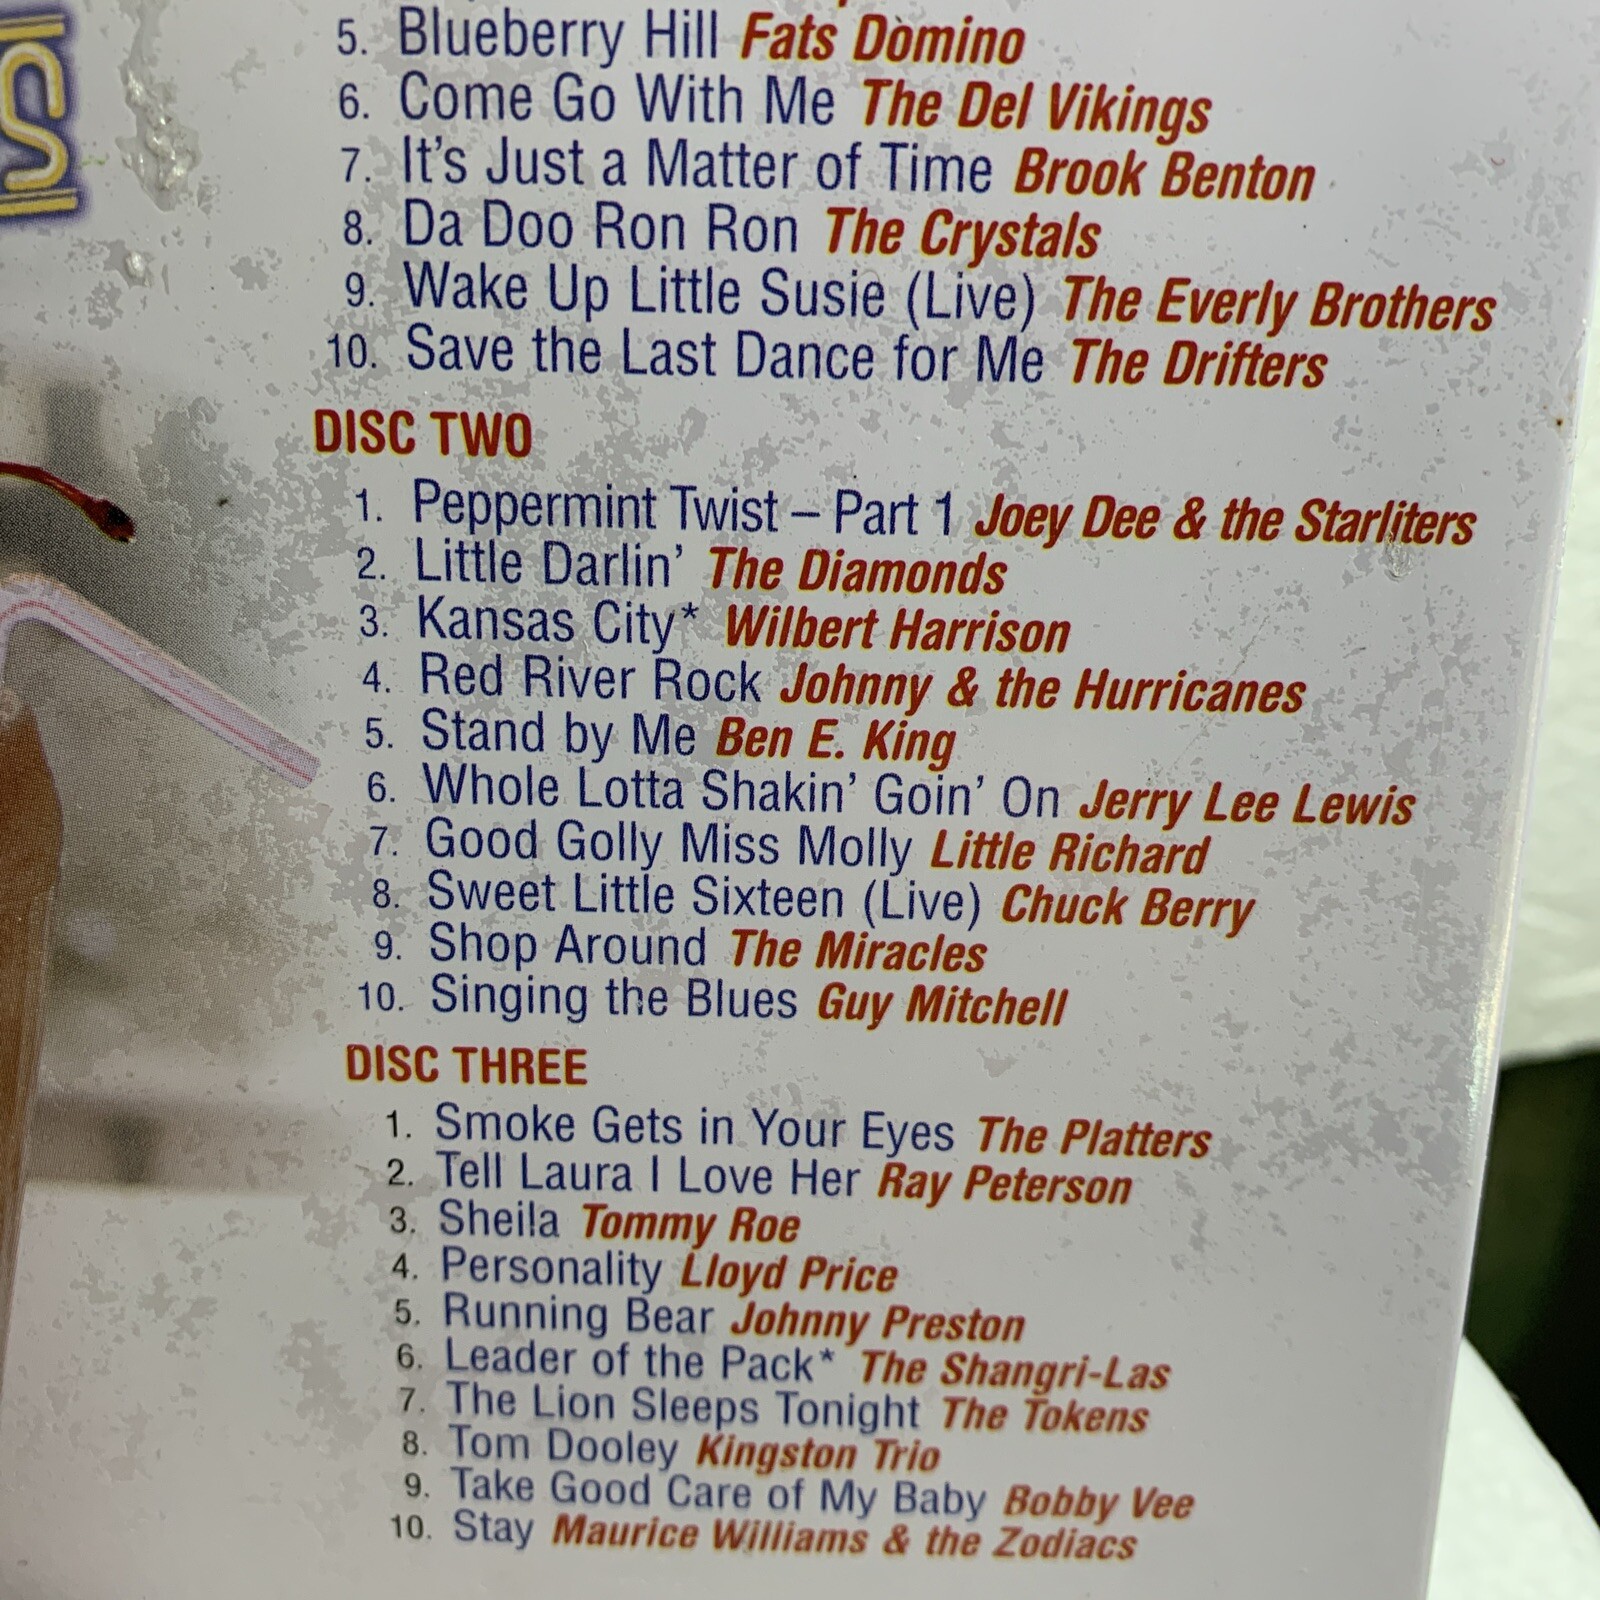 5. Blueberry Hill Fats Domino
6. Come Go With Me The Del Vikings
7. It's Just a Matter of Time Brook Benton
8. Da Doo Ron Ron The Crystals
9. Wake Up Little Susie (Live) The Everly Brothers
10. Save the Last Dance for Me The Drifters
DISC TWO
1. Peppermint Twist – Part 1 Joey Dee & the Starliters
2. Little Darlin' The Diamonds
3. Kansas City* Wilbert Harrison
4. Red River Rock Johnny & the Hurricanes
5. Stand by Me Ben E. King
6. Whole Lotta Shakin' Goin' On Jerry Lee Lewis
7. Good Golly Miss Molly Little Richard
8. Sweet Little Sixteen (Live) Chuck Berry
9. Shop Around The Miracles
10. Singing the Blues Guy Mitchell
DISC THREE
1. Smoke Gets in Your Eyes The Platters
2. Tell Laura I Love Her Ray Peterson
3. Sheila Tommy Roe
4. Personality Lloyd Price
5. Running Bear Johnny Preston
6. Leader of the Pack* The Shangri-Las
7. The Lion Sleeps Tonight The Tokens
8. Tom Dooley Kingston Trio
9. Take Good Care of My Baby Bobby Vee
10. Stay Maurice Williams & the Zodiacs